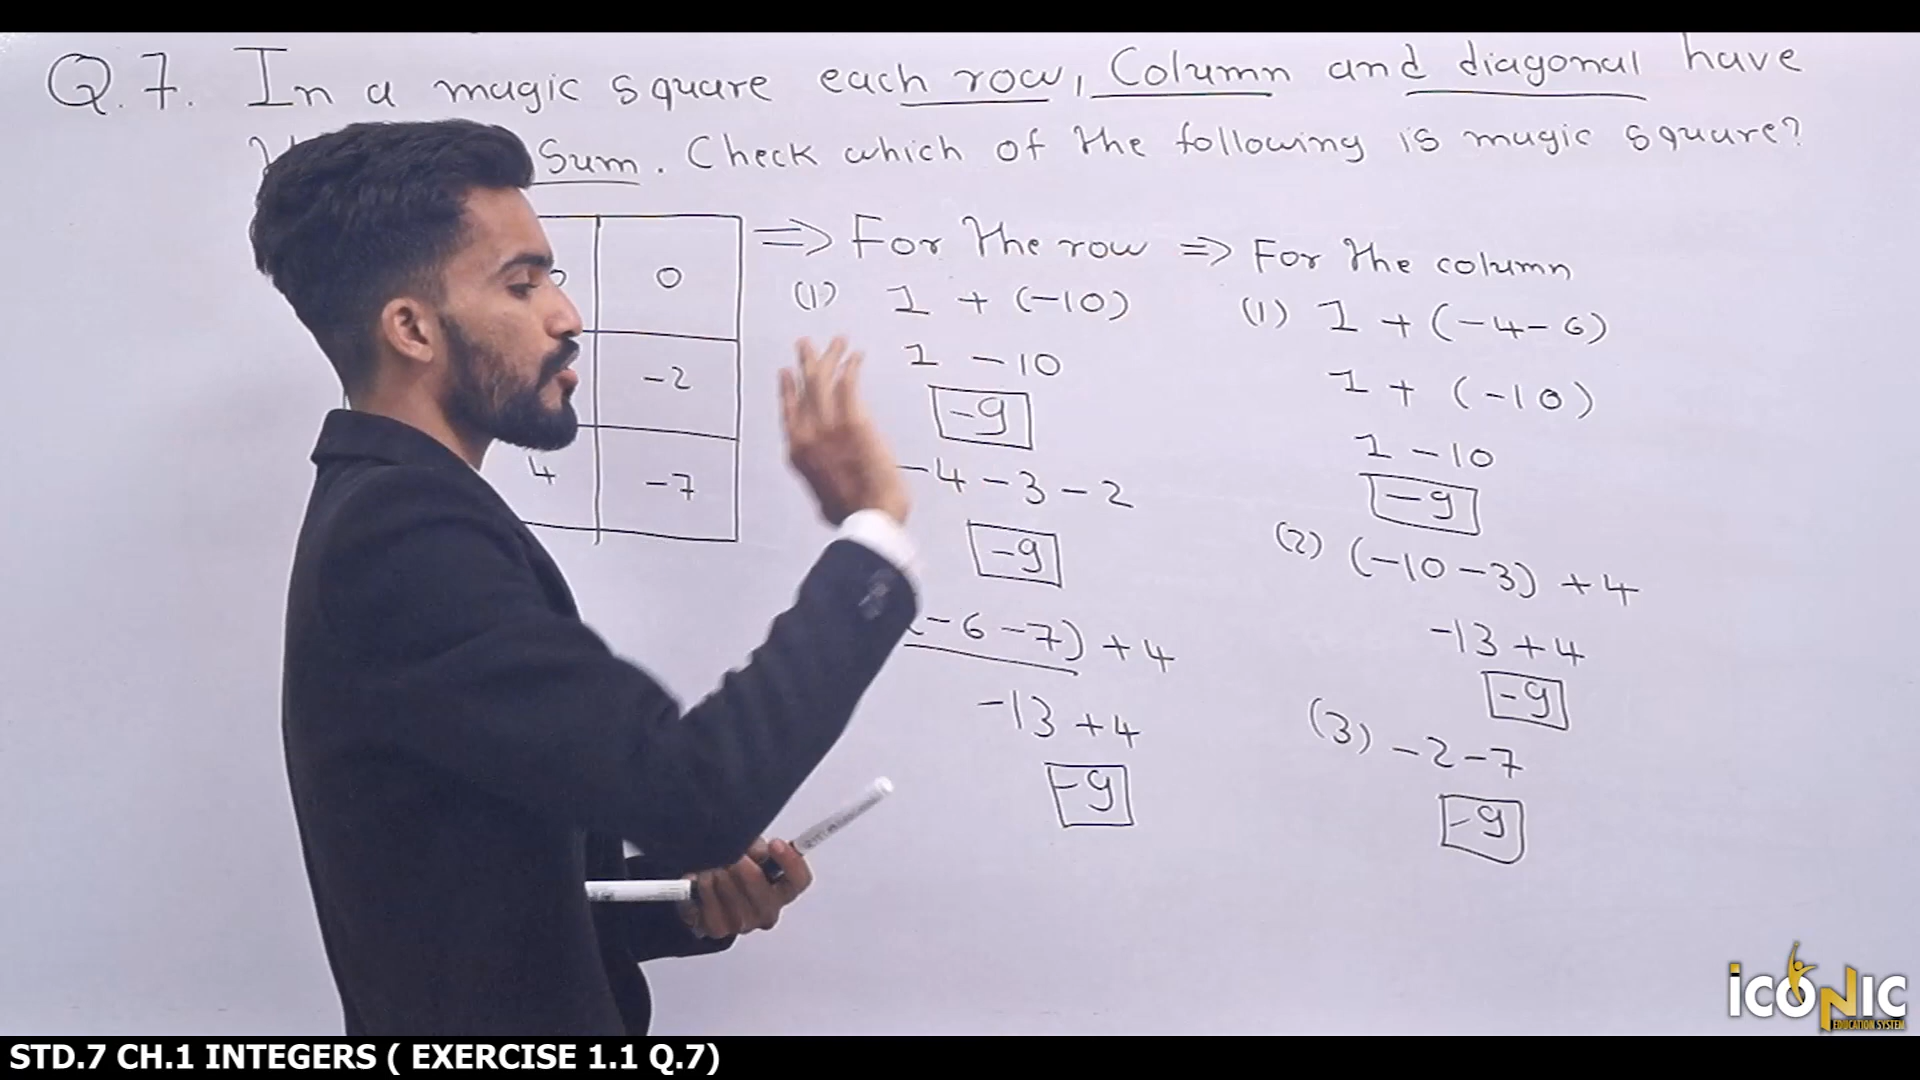 Q.7. In a magic square each row, Column and diagonal have
Sum. Check which of the following is magic square?
0
-2
4 -7
=> For the row
(1) 1 + (-10)
1 - 10
-9
-4-3-2
-9
(-6-7) + 4
-13 + 4
-9
=> For the column
(1) 1 + (-4-6)
1 + (-10)
1 - 10
-9
(2) (-10-3) + 4
-13 + 4
-9
(3) -2-7
-9
ICONIC
EDUCATION SYSTEM
STD.7 CH.1 INTEGERS ( EXERCISE 1.1 Q.7)